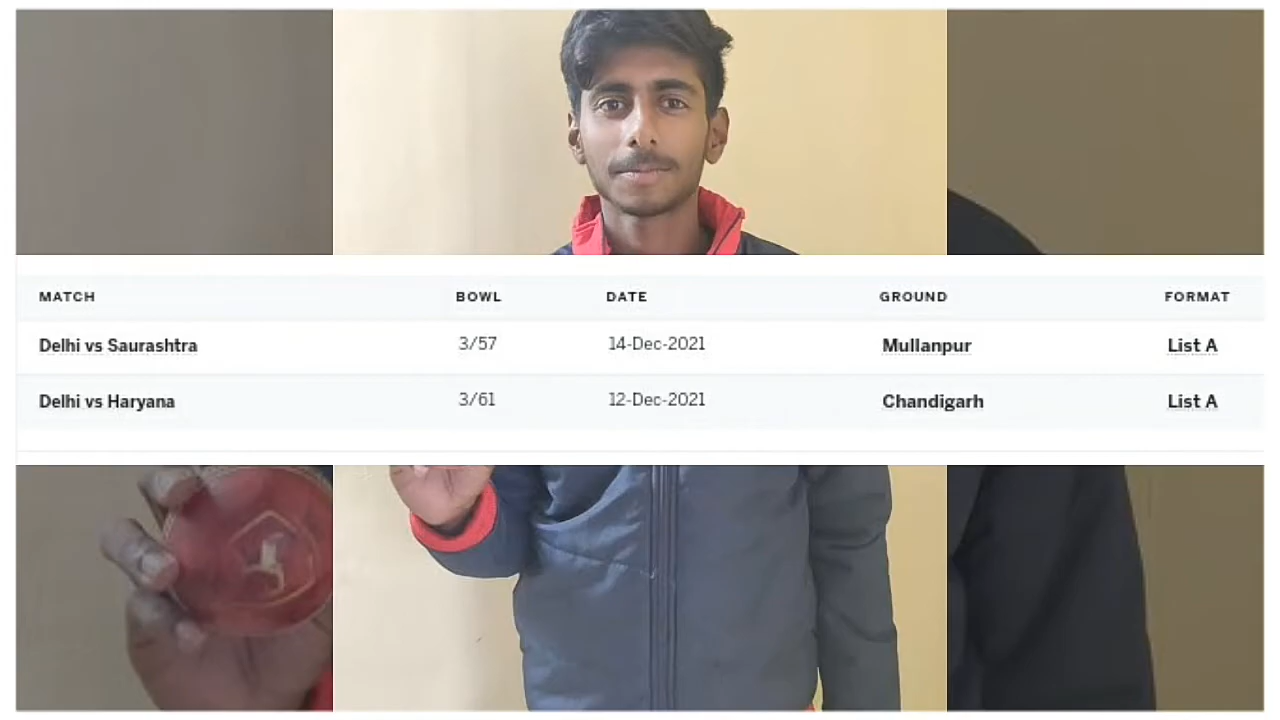 MATCH BOWL DATE GROUND FORMAT
Delhi vs Saurashtra 3/57 14-Dec-2021 Mullanpur List A
Delhi vs Haryana 3/61 12-Dec-2021 Chandigarh List A